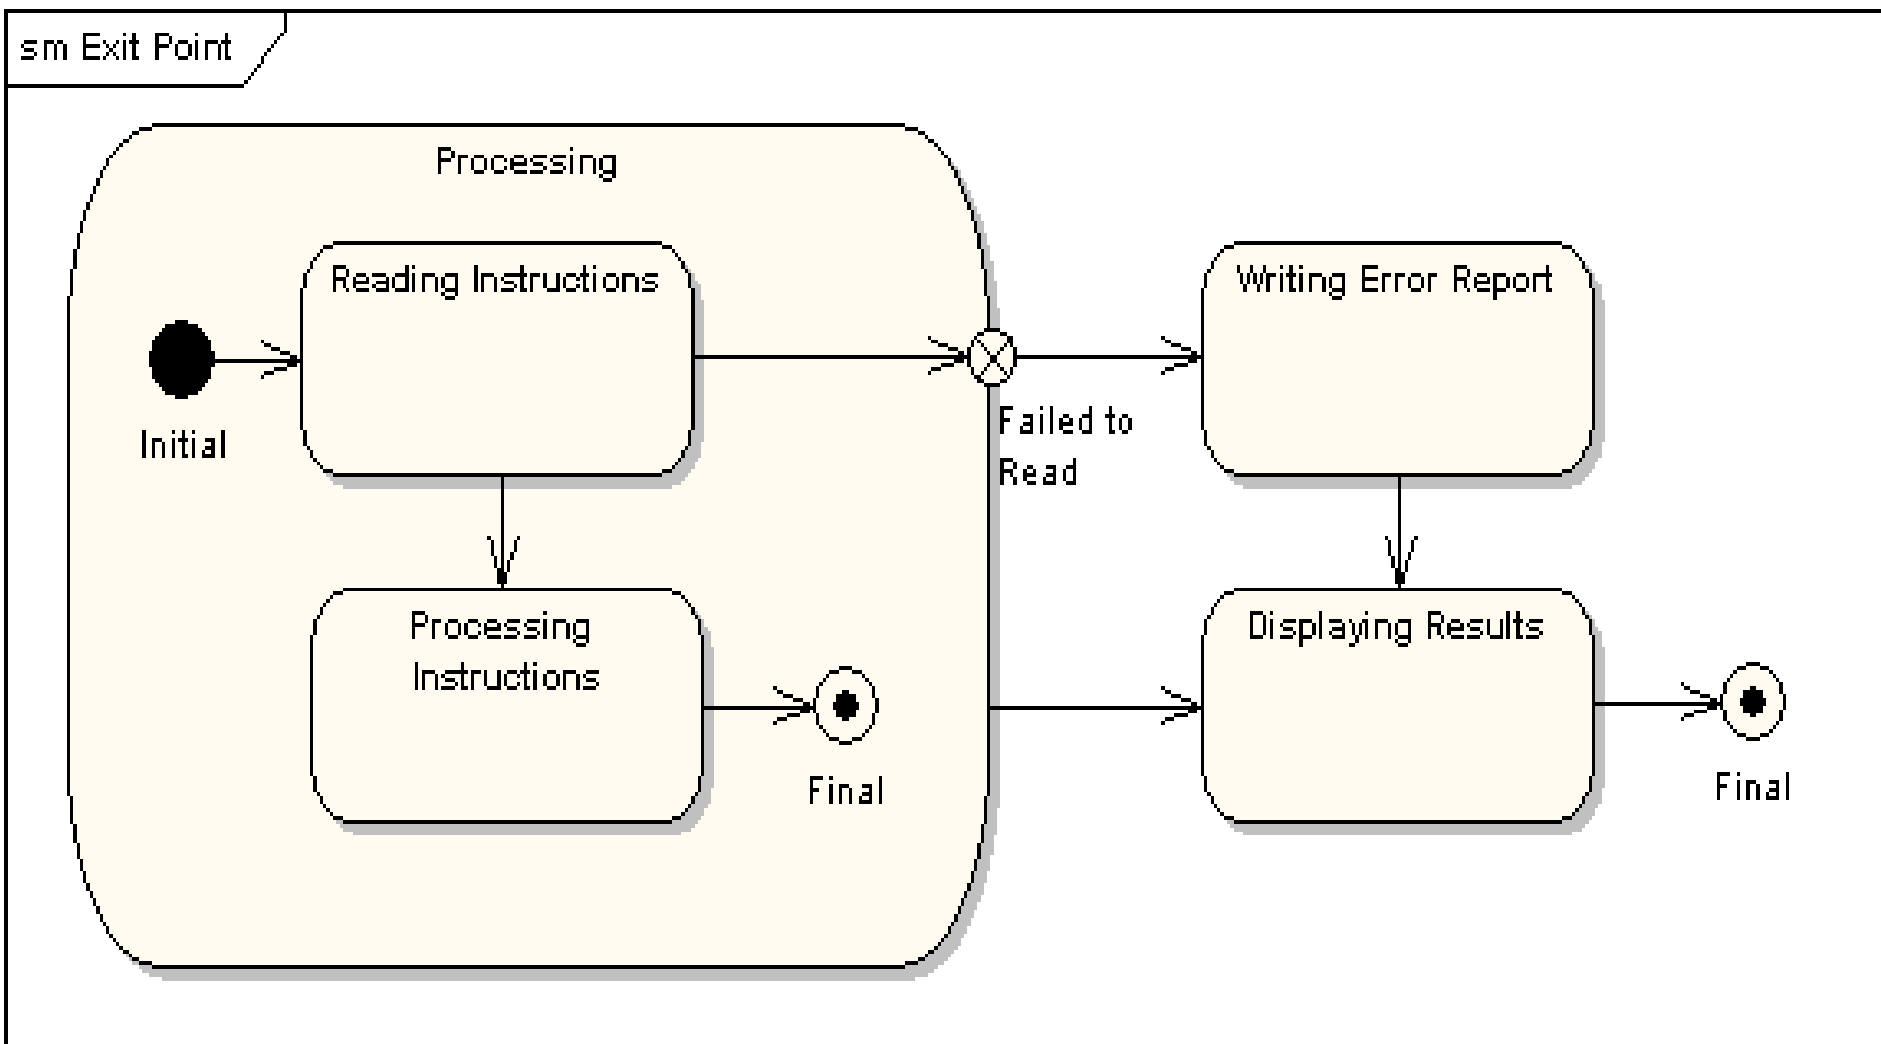 sm Exit Point
Processing
Reading Instructions
Writing Error Report
Initial
Failed to
Read
Processing
Instructions
Displaying Results
Final
Final